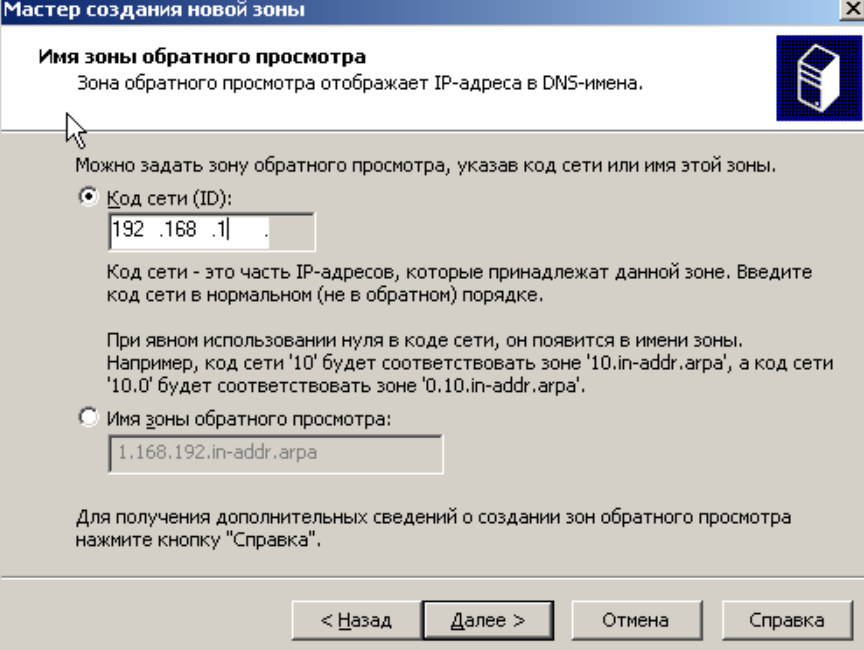 Мастер создания новой зоны
Имя зоны обратного просмотра
Зона обратного просмотра отображает IP-адреса в DNS-имена.
Можно задать зону обратного просмотра, указав код сети или имя этой зоны.
Код сети (ID):
192 .168 .1 .
Код сети - это часть IP-адресов, которые принадлежат данной зоне. Введите
код сети в нормальном (не в обратном) порядке.
При явном использовании нуля в коде сети, он появится в имени зоны.
Например, код сети '10' будет соответствовать зоне '10.in-addr.arpa', а код сети
'10.0' будет соответствовать зоне '0.10.in-addr.arpa'.
Имя зоны обратного просмотра:
1.168.192.in-addr.arpa
Для получения дополнительных сведений о создании зон обратного просмотра
нажмите кнопку "Справка".
< Назад Далее > Отмена Справка